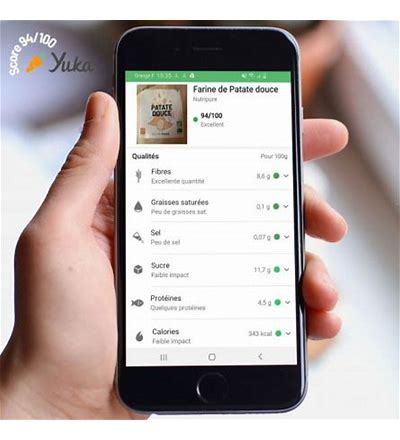 Score 94/100
Yuka
Orange F 15:35
Farine de Patate douce
Nutripure
94/100
Excellent
PATATE
DOUCE
Qualités Pour 100g
Fibres
Excellente quantité
8,6 g
Graisses saturées
Peu de graisses sat.
0,1 g
Sel
Peu de sel
0,07 g
Sucre
Faible impact
11,7 g
Protéines
Quelques protéines
4,5 g
Calories
Faible impact
343 kcal